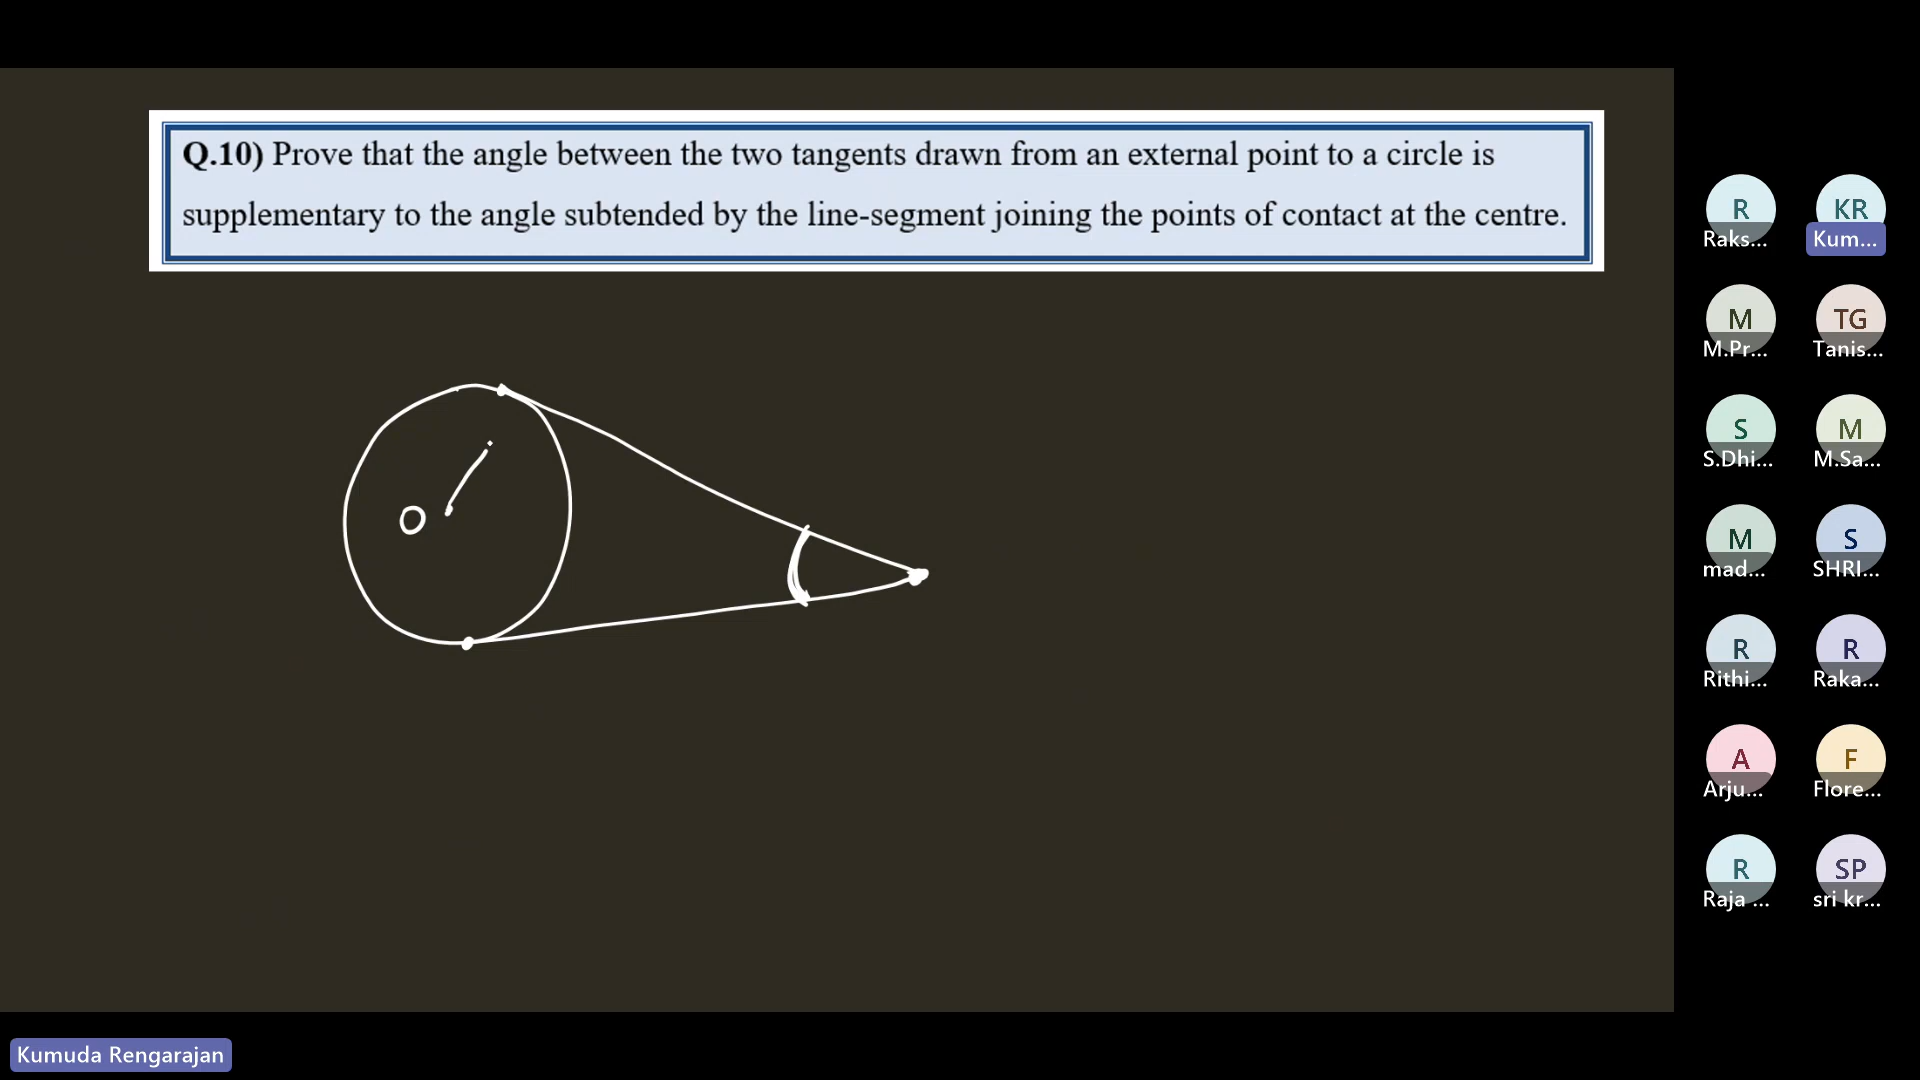 Q.10) Prove that the angle between the two tangents drawn from an external point to a circle is
supplementary to the angle subtended by the line-segment joining the points of contact at the centre.
O
R
Raks...
KR
Kum...
M
M.Pr...
TG
Tanis...
S
S.Dhi...
M
M.Sa...
M
mad...
S
SHRI...
R
Rithi...
R
Raka...
A
Arju...
F
Flore...
R
Raja ...
SP
sri kr...
Kumuda Rengarajan